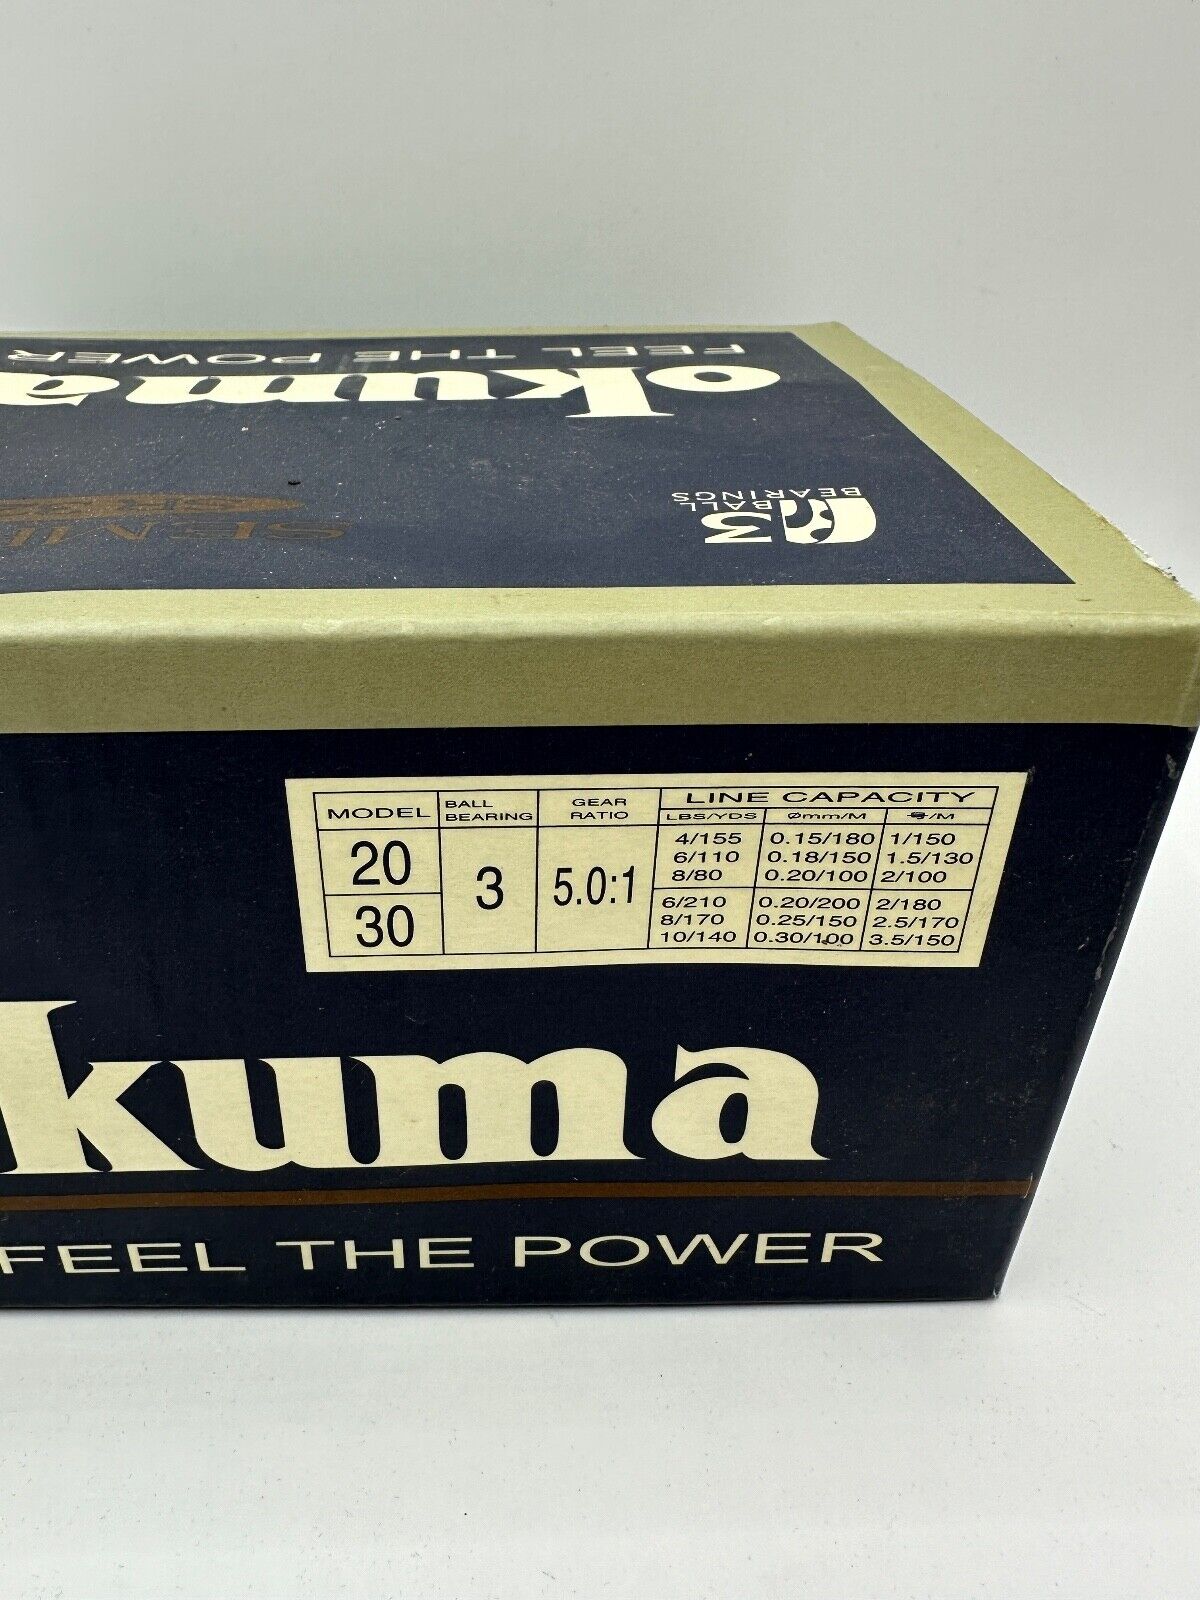 FEEL THE POWER
okuma
3 BALL
BEARINGS
MODEL BALL BEARING GEAR RATIO LINE CAPACITY
LBS/YDS Ømm/M 号/M
20 3 5.0:1 4/155 0.15/180 1/150
6/110 0.18/150 1.5/130
8/80 0.20/100 2/100
30 6/210 0.20/200 2/180
8/170 0.25/150 2.5/170
10/140 0.30/100 3.5/150
kuma
FEEL THE POWER